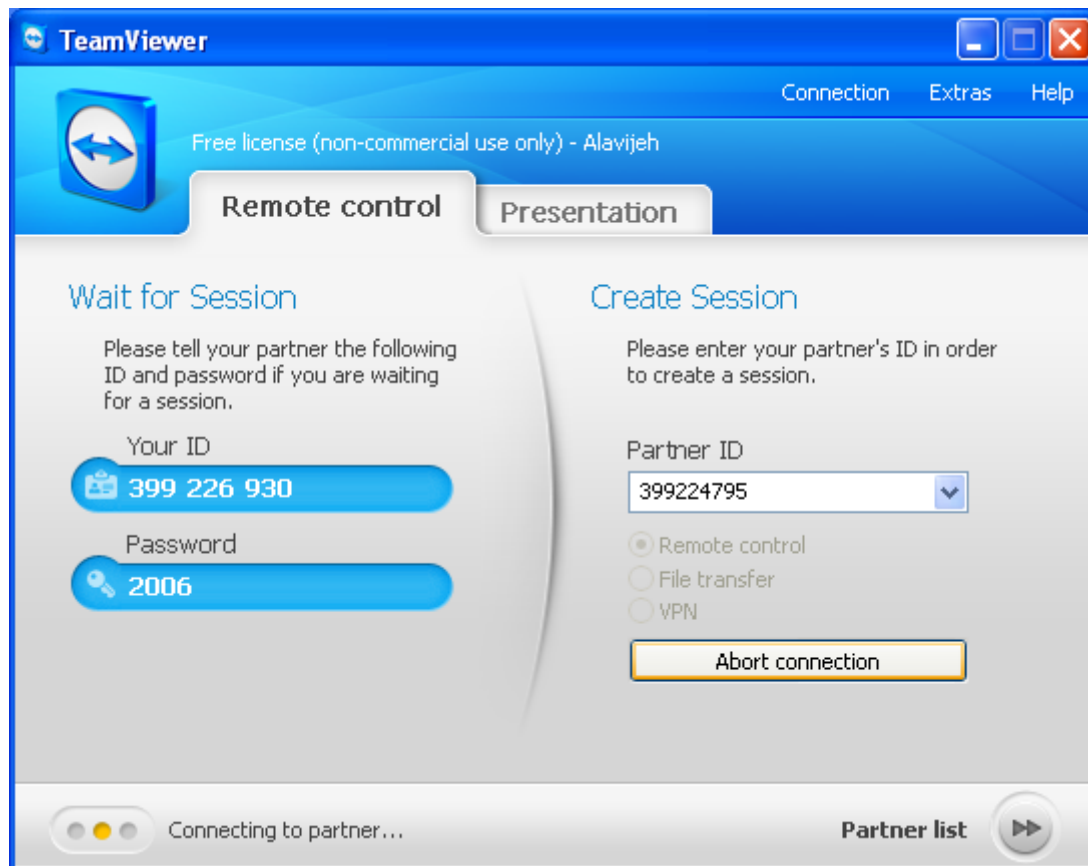 TeamViewer
Connection Extras Help
Free license (non-commercial use only) - Alavijeh
Remote control
Presentation
Wait for Session
Please tell your partner the following
ID and password if you are waiting
for a session.
Your ID
399 226 930
Password
2006
Create Session
Please enter your partner's ID in order
to create a session.
Partner ID
399224795
Remote control
File transfer
VPN
Abort connection
Connecting to partner...
Partner list